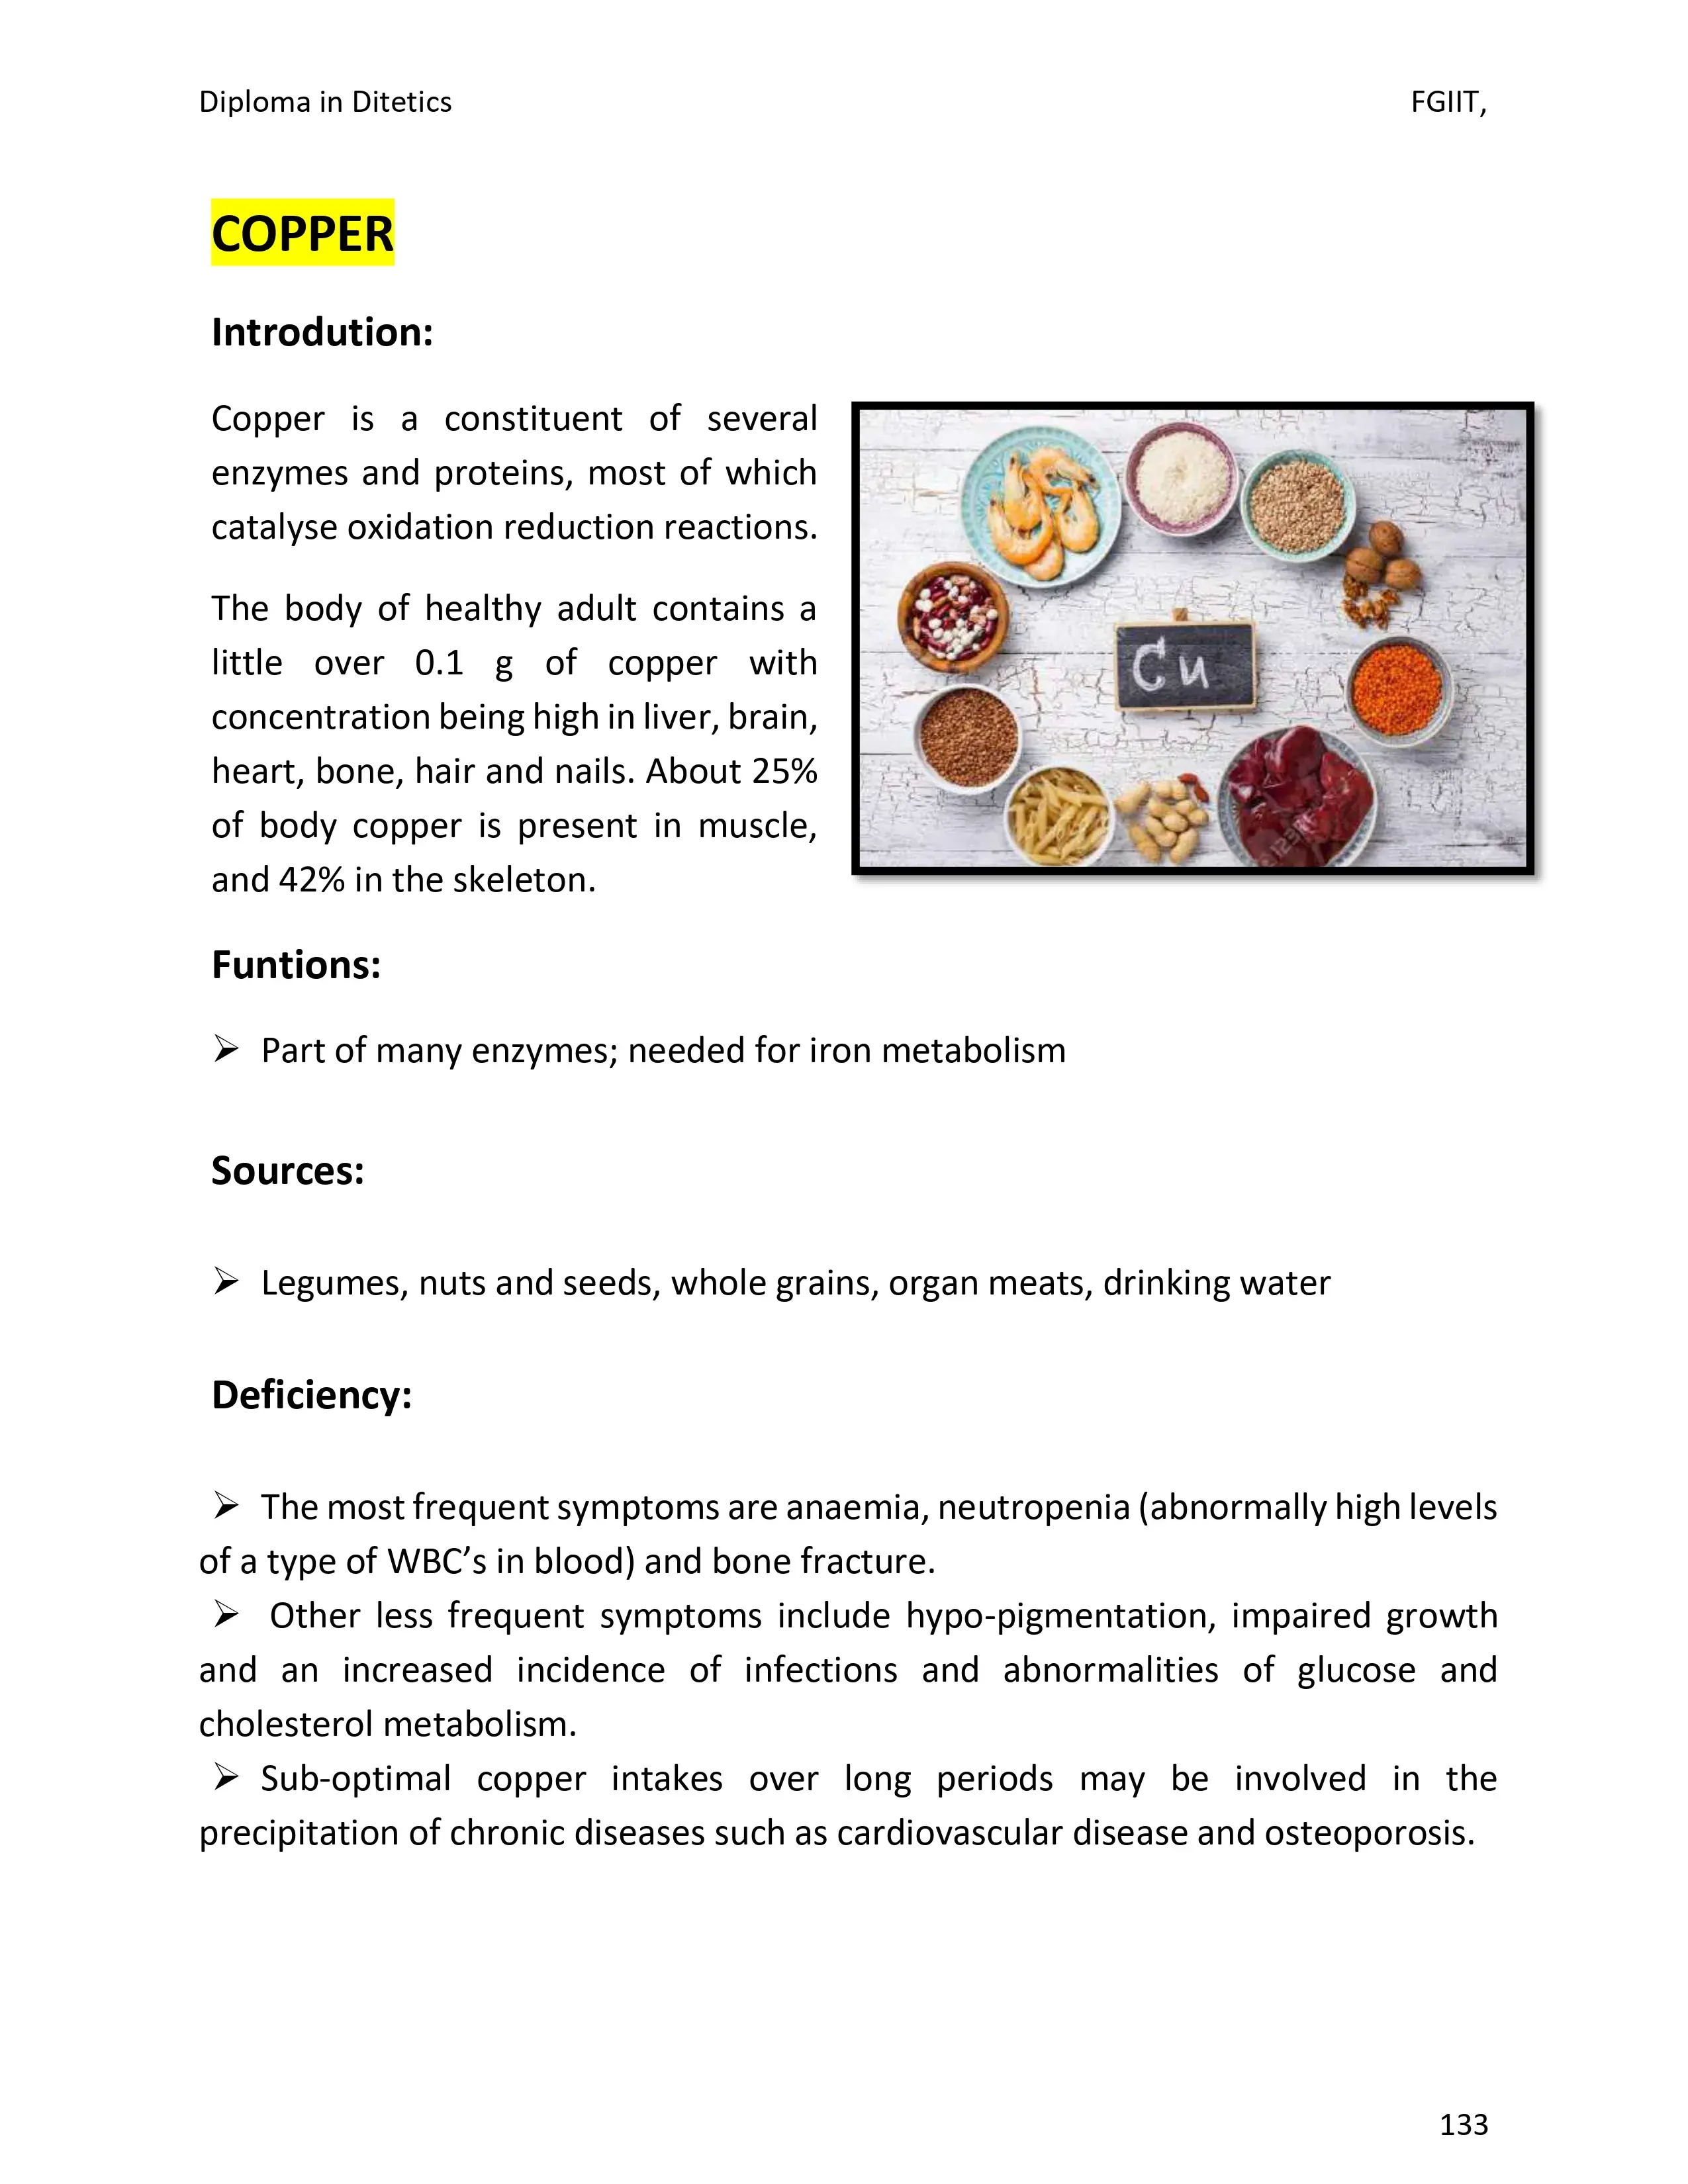 Diploma in Ditetics FGIIT,
COPPER
Introdution:
Copper is a constituent of several
enzymes and proteins, most of which
catalyse oxidation reduction reactions.
The body of healthy adult contains a
little over 0.1 g of copper with
concentration being high in liver, brain,
heart, bone, hair and nails. About 25%
of body copper is present in muscle,
and 42% in the skeleton.
Cu
Funtions:
➢ Part of many enzymes; needed for iron metabolism
Sources:
➢ Legumes, nuts and seeds, whole grains, organ meats, drinking water
Deficiency:
➢ The most frequent symptoms are anaemia, neutropenia (abnormally high levels
of a type of WBC’s in blood) and bone fracture.
➢ Other less frequent symptoms include hypo-pigmentation, impaired growth
and an increased incidence of infections and abnormalities of glucose and
cholesterol metabolism.
➢ Sub-optimal copper intakes over long periods may be involved in the
precipitation of chronic diseases such as cardiovascular disease and osteoporosis.
133